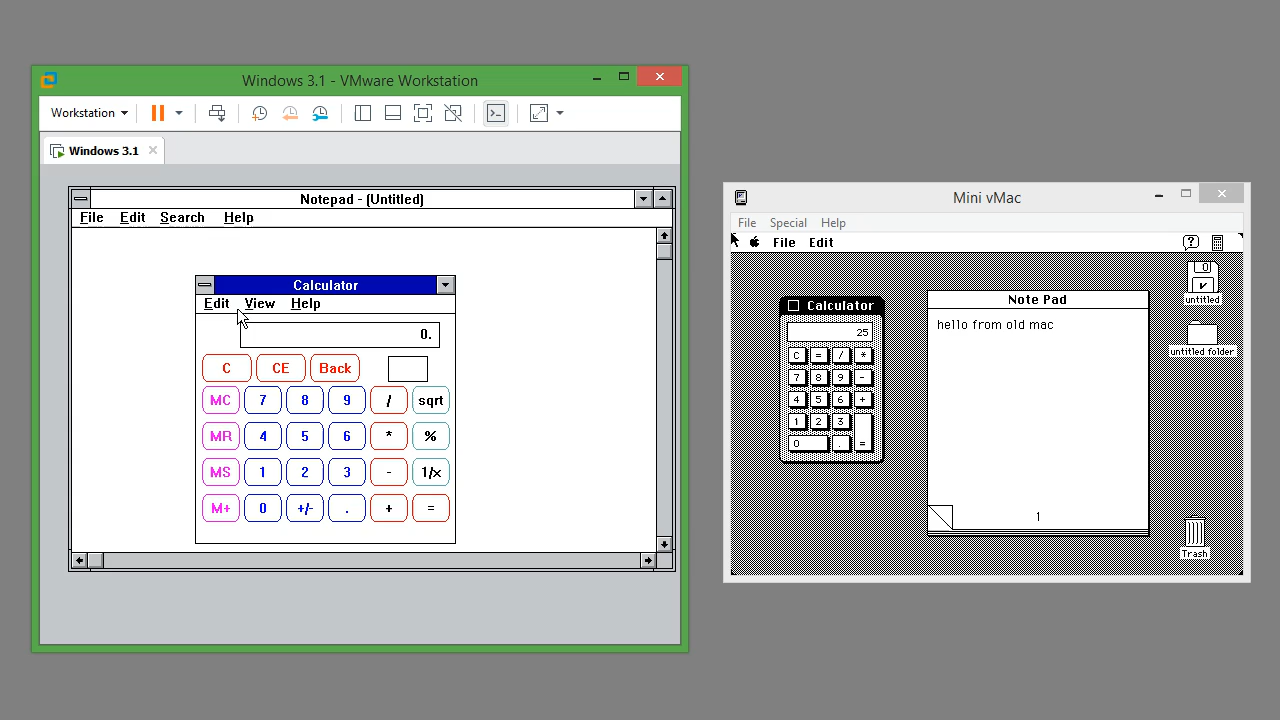 Windows 3.1 - VMware Workstation
Workstation
Windows 3.1
Notepad - (Untitled)
File Edit Search Help
Calculator
Edit View Help
0.
C CE Back
MC 7 8 9 / sqrt
MR 4 5 6 * %
MS 1 2 3 - 1/x
M+ 0 +/- . + =
Mini vMac
File Special Help
File Edit
0
untitled
Calculator
25
C = / *
7 8 9 -
4 5 6 +
1 2 3
0 . =
Note Pad
hello from old mac
1
untitled folder
Trash